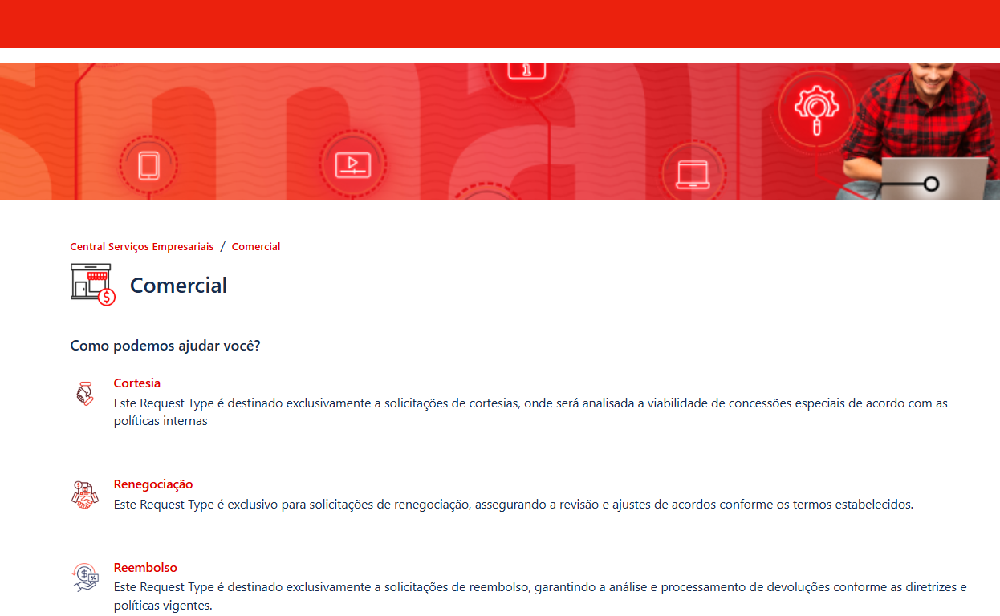 Central Serviços Empresariais / Comercial
Comercial
Como podemos ajudar você?
Cortesia
Este Request Type é destinado exclusivamente a solicitações de cortesias, onde será analisada a viabilidade de concessões especiais de acordo com as
políticas internas
Renegociação
Este Request Type é exclusivo para solicitações de renegociação, assegurando a revisão e ajustes de acordos conforme os termos estabelecidos.
Reembolso
Este Request Type é destinado exclusivamente a solicitações de reembolso, garantindo a análise e processamento de devoluções conforme as diretrizes e
políticas vigentes.